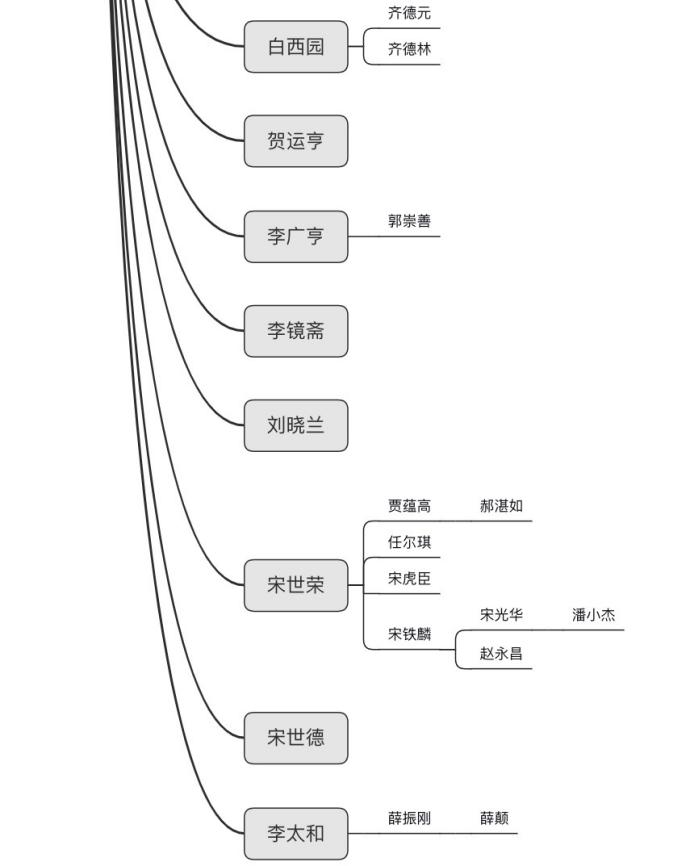 齐德元
白西园
齐德林
贺运亨
郭崇善
李广亨
李镜斋
刘晓兰
贾蕴高 郝湛如
任尔琪
宋世荣
宋虎臣
宋光华 潘小杰
宋铁麟
赵永昌
宋世德
薛振刚 薛颠
李太和